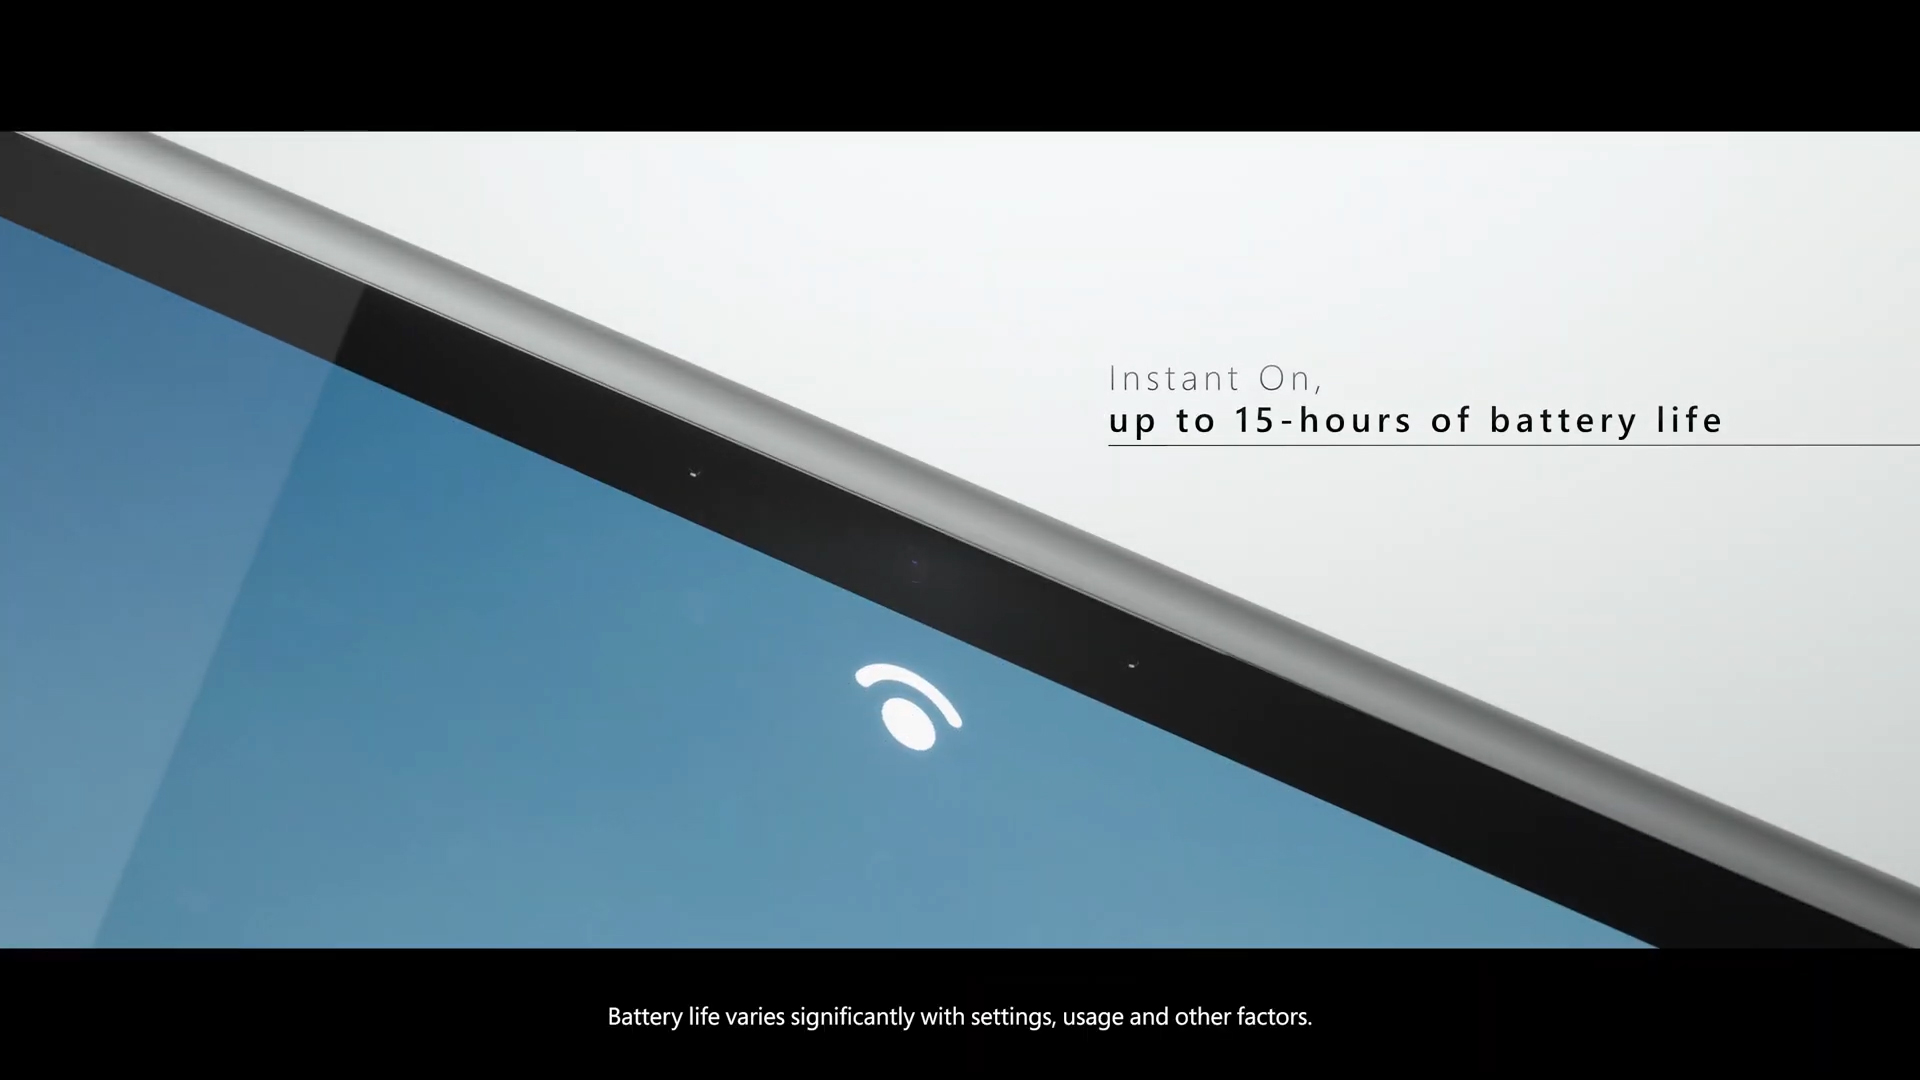 Instant On,
up to 15-hours of battery life
Battery life varies significantly with settings, usage and other factors.